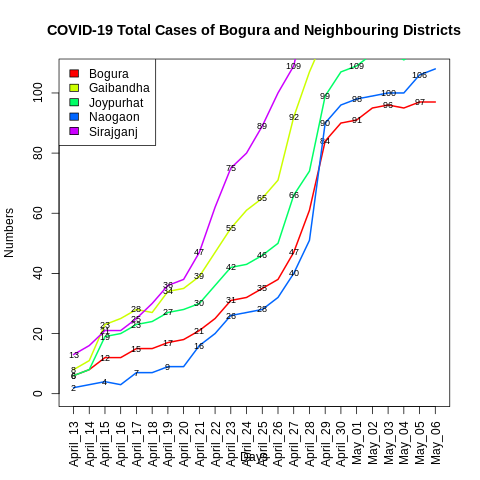 COVID-19 Total Cases of Bogura and Neighbouring Districts
Bogura
Gaibandha
Joypurhat
Naogaon
Sirajganj
Numbers
0
20
40
60
80
100
13 21 25 36 47 75 89 109
8 23 28 34 39 55 65 92
6 19 23 27 30 42 46 66 99 109
6 12 15 17 21 31 35 47 84 91 96 97
2 4 7 9 16 26 28 40 90 98 100 106
April_13
April_14
April_15
April_16
April_17
April_18
April_19
April_20
April_21
April_22
April_23
April_24
April_25
April_26
April_27
April_28
April_29
April_30
May_01
May_02
May_03
May_04
May_05
May_06
Days